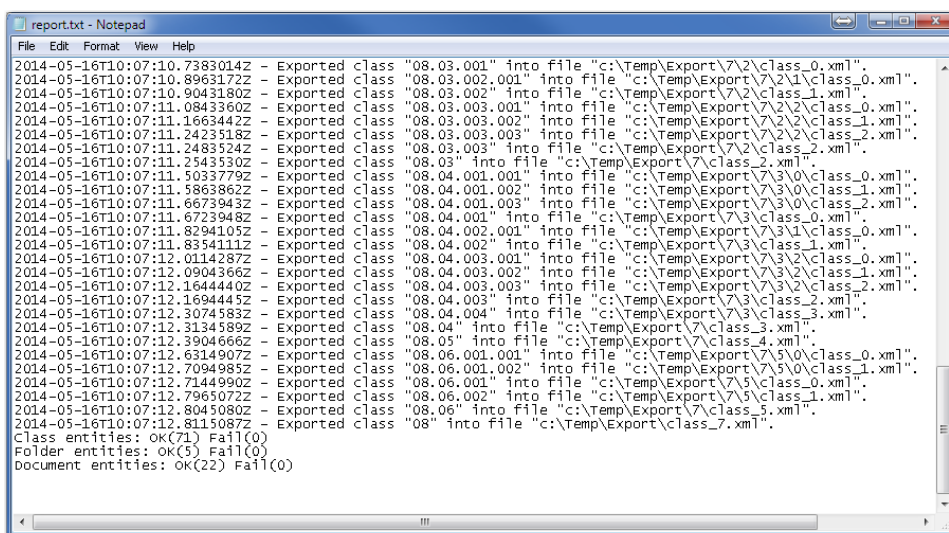 report.txt - Notepad
File Edit Format View Help
2014-05-16T10:07:10.7383014Z - Exported class "08.03.001" into file "c:\Temp\Export\7\2\class_0.xml".
2014-05-16T10:07:10.8963172Z - Exported class "08.03.002.001" into file "c:\Temp\Export\7\2\1\class_0.xml".
2014-05-16T10:07:10.9043180Z - Exported class "08.03.002" into file "c:\Temp\Export\7\2\class_1.xml".
2014-05-16T10:07:11.0843360Z - Exported class "08.03.003.001" into file "c:\Temp\Export\7\2\2\class_0.xml".
2014-05-16T10:07:11.1663442Z - Exported class "08.03.003.002" into file "c:\Temp\Export\7\2\2\class_1.xml".
2014-05-16T10:07:11.2423518Z - Exported class "08.03.003.003" into file "c:\Temp\Export\7\2\2\class_2.xml".
2014-05-16T10:07:11.2483524Z - Exported class "08.03.003" into file "c:\Temp\Export\7\2\class_2.xml".
2014-05-16T10:07:11.2543530Z - Exported class "08.03" into file "c:\Temp\Export\7\class_2.xml".
2014-05-16T10:07:11.5033779Z - Exported class "08.04.001.001" into file "c:\Temp\Export\7\3\0\class_0.xml".
2014-05-16T10:07:11.5863862Z - Exported class "08.04.001.002" into file "c:\Temp\Export\7\3\0\class_1.xml".
2014-05-16T10:07:11.6673943Z - Exported class "08.04.001.003" into file "c:\Temp\Export\7\3\0\class_2.xml".
2014-05-16T10:07:11.6723948Z - Exported class "08.04.001" into file "c:\Temp\Export\7\3\class_0.xml".
2014-05-16T10:07:11.8294105Z - Exported class "08.04.002.001" into file "c:\Temp\Export\7\3\1\class_0.xml".
2014-05-16T10:07:11.8354111Z - Exported class "08.04.002" into file "c:\Temp\Export\7\3\class_1.xml".
2014-05-16T10:07:12.0114287Z - Exported class "08.04.003.001" into file "c:\Temp\Export\7\3\2\class_0.xml".
2014-05-16T10:07:12.0904366Z - Exported class "08.04.003.002" into file "c:\Temp\Export\7\3\2\class_1.xml".
2014-05-16T10:07:12.1644440Z - Exported class "08.04.003.003" into file "c:\Temp\Export\7\3\2\class_2.xml".
2014-05-16T10:07:12.1694445Z - Exported class "08.04.003" into file "c:\Temp\Export\7\3\class_2.xml".
2014-05-16T10:07:12.3074583Z - Exported class "08.04.004" into file "c:\Temp\Export\7\3\class_3.xml".
2014-05-16T10:07:12.3134589Z - Exported class "08.04" into file "c:\Temp\Export\7\class_3.xml".
2014-05-16T10:07:12.3904666Z - Exported class "08.05" into file "c:\Temp\Export\7\class_4.xml".
2014-05-16T10:07:12.6314907Z - Exported class "08.06.001.001" into file "c:\Temp\Export\7\5\0\class_0.xml".
2014-05-16T10:07:12.7094985Z - Exported class "08.06.001.002" into file "c:\Temp\Export\7\5\0\class_1.xml".
2014-05-16T10:07:12.7144990Z - Exported class "08.06.001" into file "c:\Temp\Export\7\5\class_0.xml".
2014-05-16T10:07:12.7965072Z - Exported class "08.06.002" into file "c:\Temp\Export\7\5\class_1.xml".
2014-05-16T10:07:12.8045080Z - Exported class "08.06" into file "c:\Temp\Export\7\class_5.xml".
2014-05-16T10:07:12.8115087Z - Exported class "08" into file "c:\Temp\Export\class_7.xml".
Class entities: OK(71) Fail(0)
Folder entities: OK(5) Fail(0)
Document entities: OK(22) Fail(0)